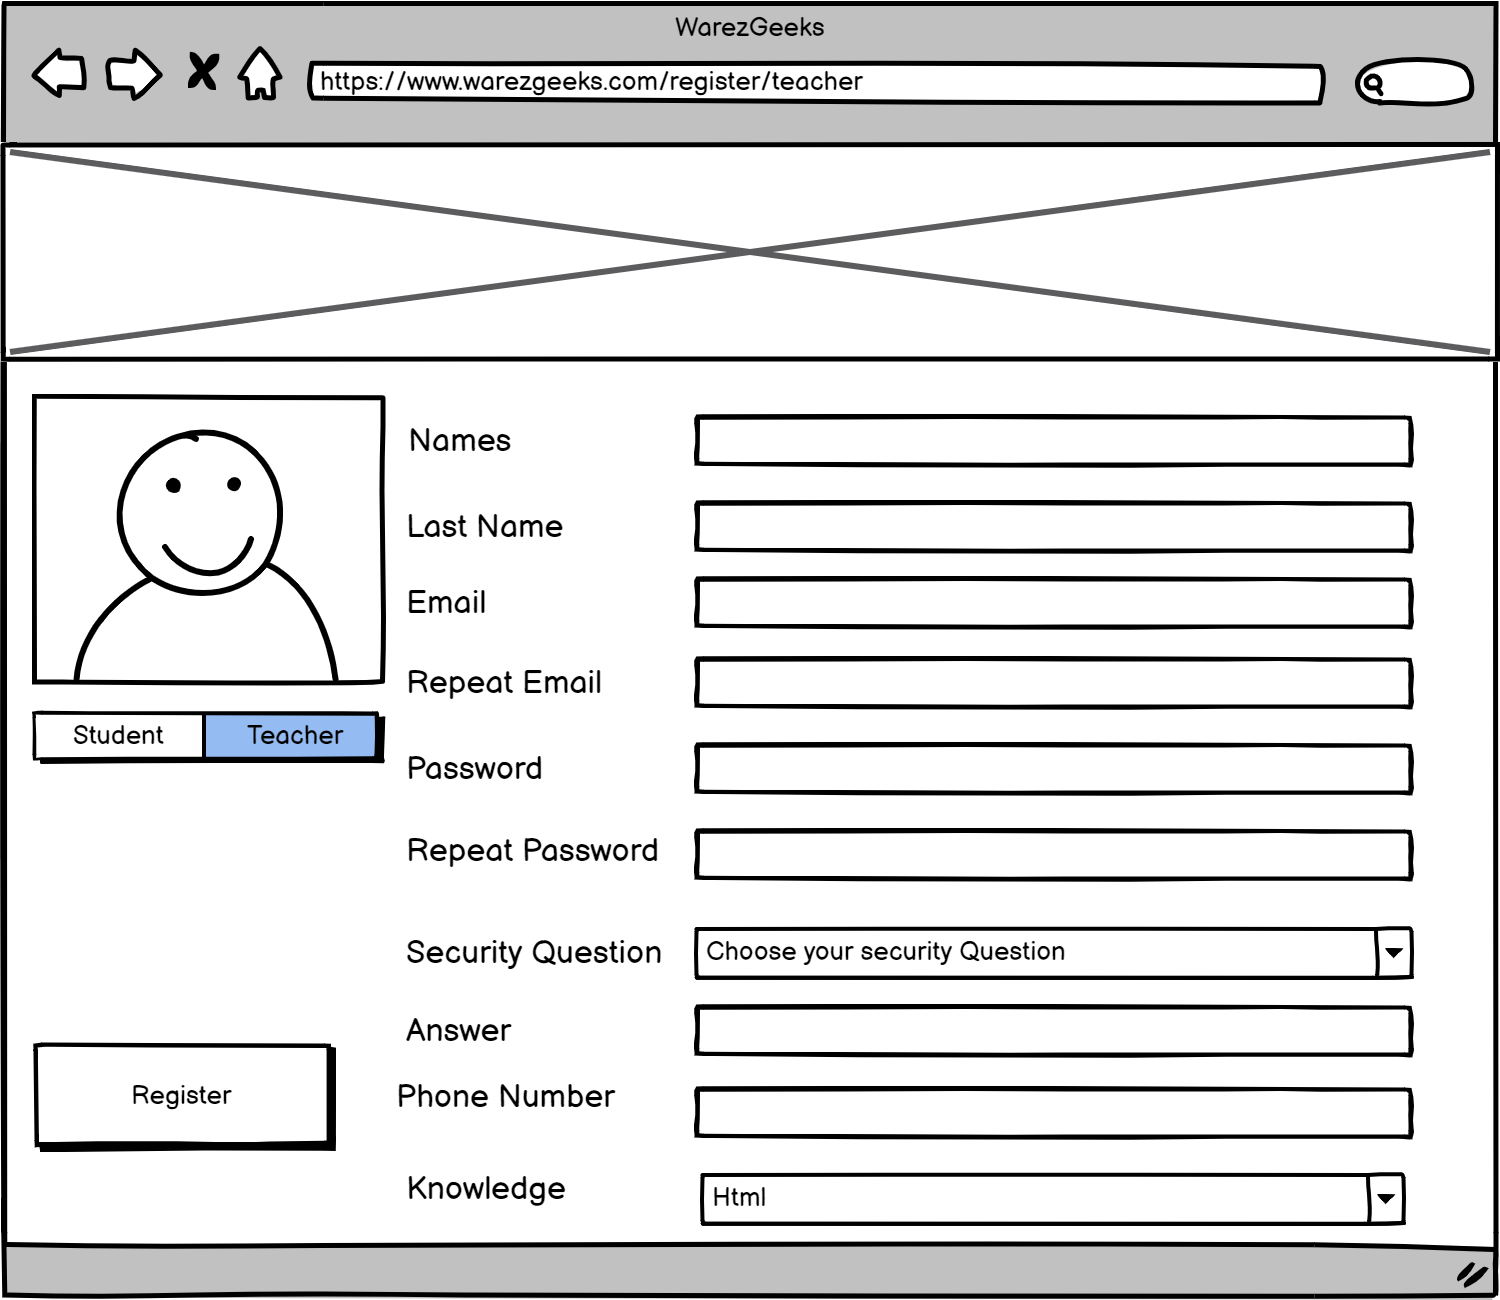 WarezGeeks
https://www.warezgeeks.com/register/teacher
Names
Last Name
Email
Repeat Email
Student Teacher
Password
Repeat Password
Security Question
Choose your security Question
Answer
Register
Phone Number
Knowledge
Html